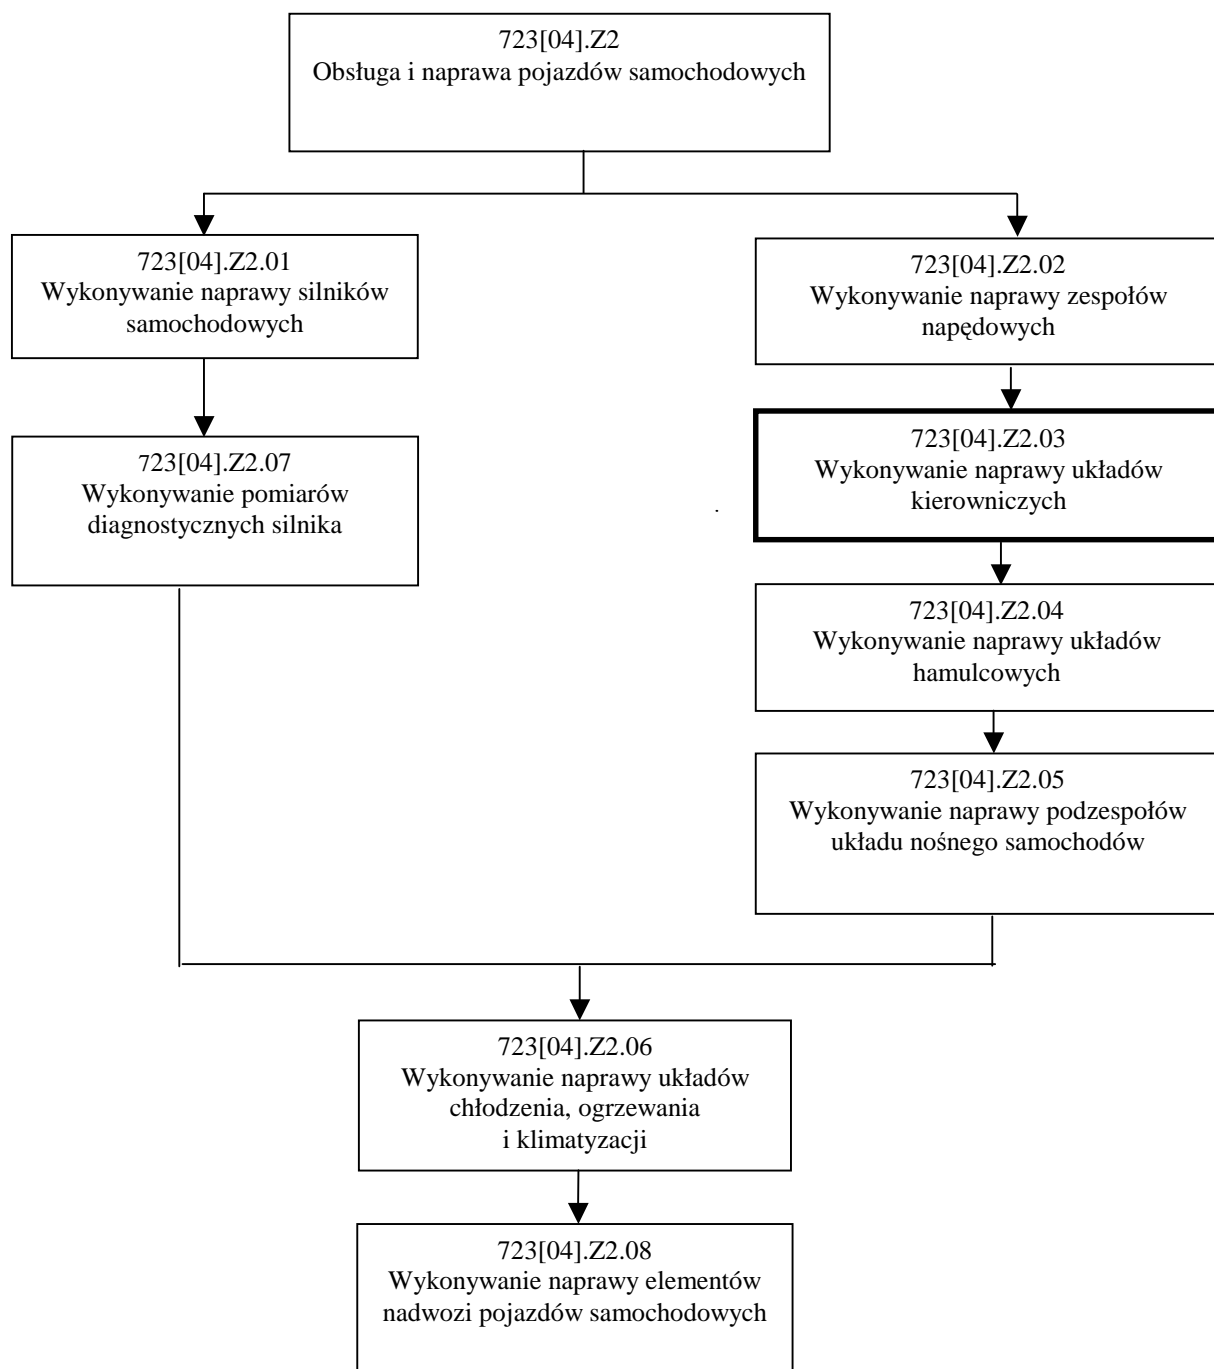 723[04].Z2
Obsługa i naprawa pojazdów samochodowych
723[04].Z2.01
Wykonywanie naprawy silników
samochodowych
723[04].Z2.02
Wykonywanie naprawy zespołów
napędowych
723[04].Z2.07
Wykonywanie pomiarów
diagnostycznych silnika
723[04].Z2.03
Wykonywanie naprawy układów
kierowniczych
.
723[04].Z2.04
Wykonywanie naprawy układów
hamulcowych
723[04].Z2.05
Wykonywanie naprawy podzespołów
układu nośnego samochodów
723[04].Z2.06
Wykonywanie naprawy układów
chłodzenia, ogrzewania
i klimatyzacji
723[04].Z2.08
Wykonywanie naprawy elementów
nadwozi pojazdów samochodowych